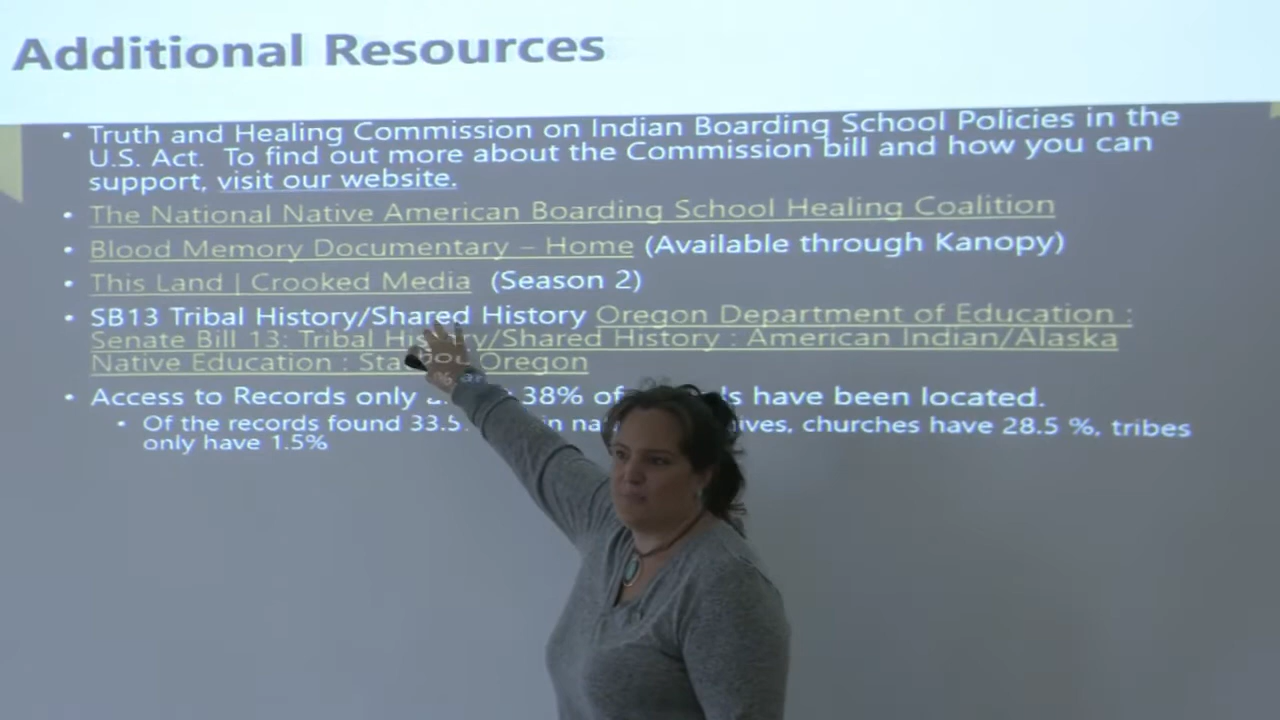 Additional Resources
• Truth and Healing Commission on Indian Boarding School Policies in the
U.S. Act. To find out more about the Commission bill and how you can
support, visit our website.
• The National Native American Boarding School Healing Coalition
• Blood Memory Documentary – Home (Available through Kanopy)
• This Land | Crooked Media (Season 2)
• SB13 Tribal History/Shared History Oregon Department of Education :
Senate Bill 13: Tribal History/Shared History : American Indian/Alaska
Native Education : Oregon
• Access to Records only 38% of have been located.
• Of the records found 33.5 in churches have 28.5 %, tribes
only have 1.5%